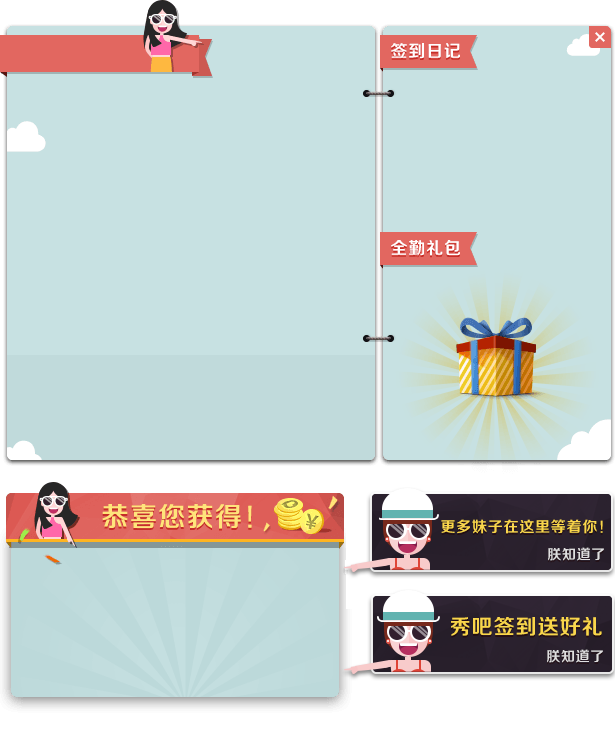 签到日记
全勤礼包
恭喜您获得！
更多妹子在这里等着你！
朕知道了
秀吧签到送好礼
朕知道了